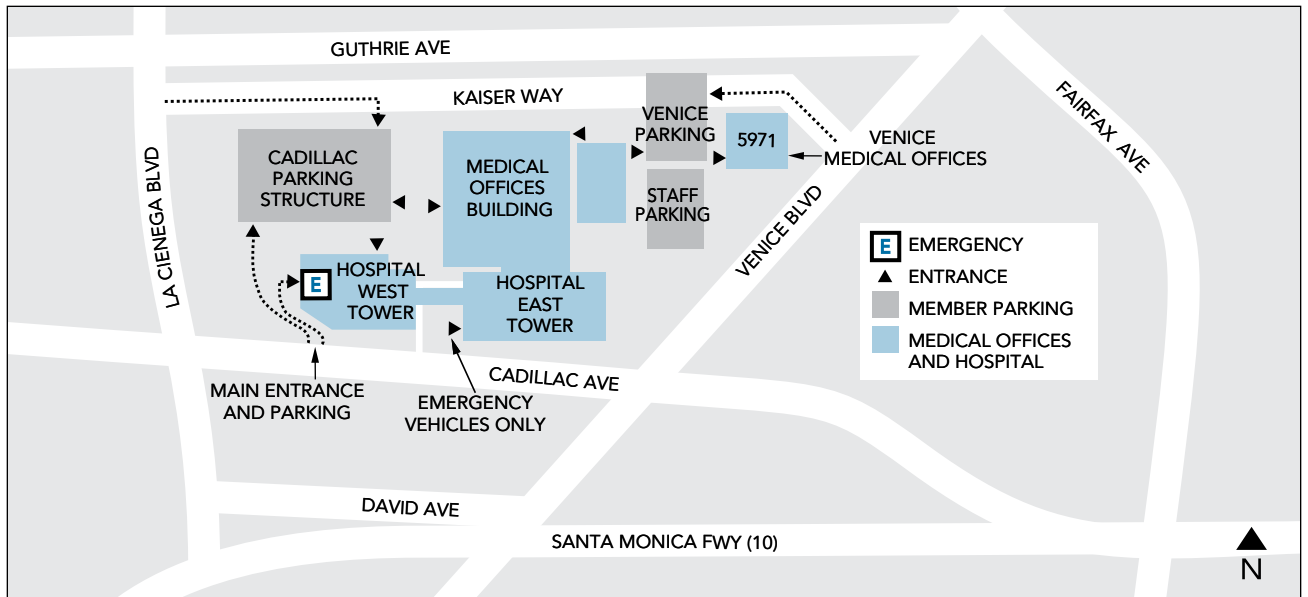 GUTHRIE AVE
KAISER WAY
FAIRFAX AVE
LA CIENEGA BLVD
CADILLAC
PARKING
STRUCTURE
MEDICAL
OFFICES
BUILDING
VENICE
PARKING
5971
VENICE
MEDICAL OFFICES
STAFF
PARKING
VENICE BLVD
E
HOSPITAL
WEST
TOWER
HOSPITAL
EAST
TOWER
E EMERGENCY
ENTRANCE
MEMBER PARKING
MEDICAL OFFICES
AND HOSPITAL
MAIN ENTRANCE
AND PARKING
CADILLAC AVE
EMERGENCY
VEHICLES ONLY
DAVID AVE
SANTA MONICA FWY (10)
N